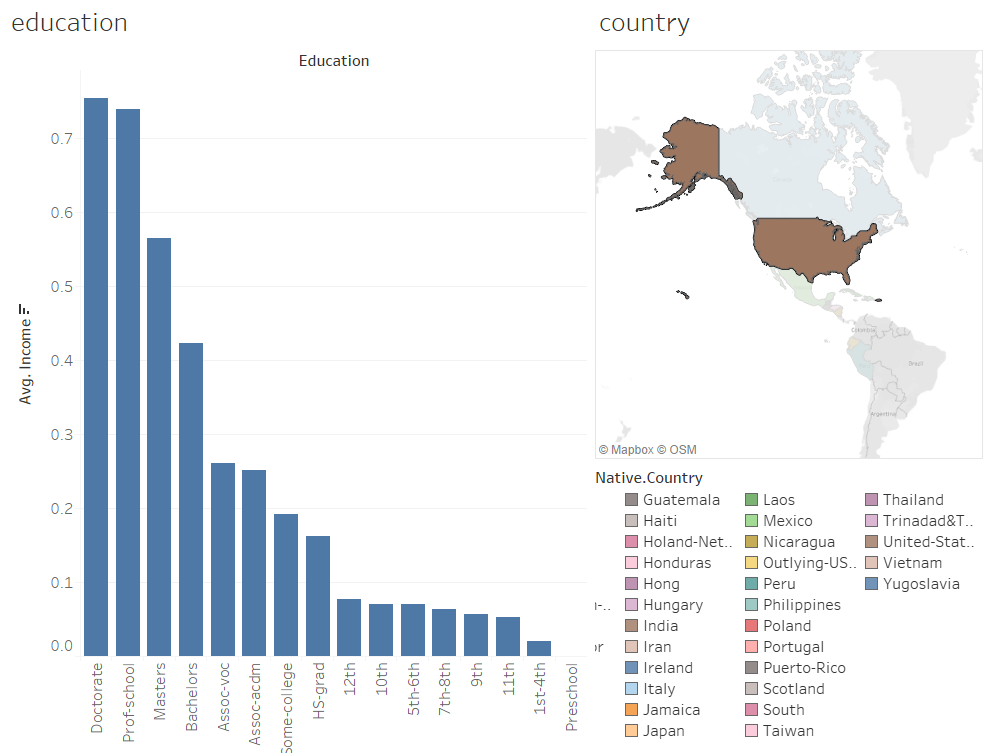 education
country
Education
0.7
0.6
0.5
0.4
0.3
0.2
0.1
0.0
Avg. Income
Doctorate
Prof-school
Masters
Bachelors
Assoc-voc
Assoc-acdm
Some-college
HS-grad
12th
10th
5th-6th
7th-8th
9th
11th
1st-4th
Preschool
Colombia
Brazil
Argentina
© Mapbox © OSM
Native.Country
Guatemala
Haiti
Holand-Net..
Honduras
Hong
Hungary
India
Iran
Ireland
Italy
Jamaica
Japan
Laos
Mexico
Nicaragua
Outlying-US..
Peru
Philippines
Poland
Portugal
Puerto-Rico
Scotland
South
Taiwan
Thailand
Trinadad&T..
United-Stat..
Vietnam
Yugoslavia